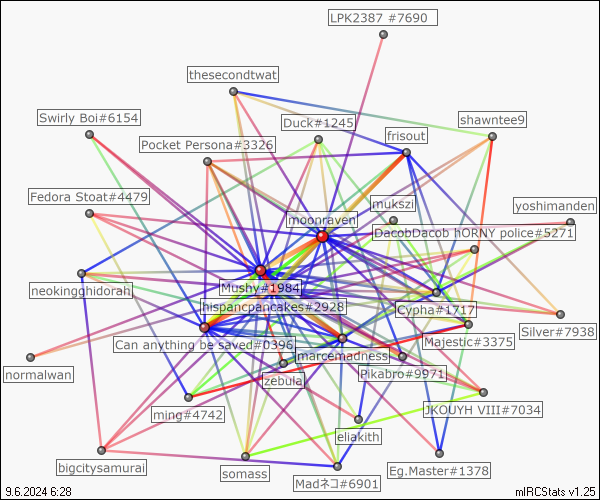 LPK2387 #7690
thesecondtwat
Swirly Boi#6154
Duck#1245
shawntee9
Pocket Persona#3326
frisout
Fedora Stoat#4479
mukszi
yoshimanden
moonraven
DacobDacob hORNY police#5271
neokingghidorah
Mushy#1984
hispancpancakes#2928
Cypha#1717
Silver#7938
Can anything be saved#0396
marcemadness
Majestic#3375
normalwan
zebula
Pikabro#9971
ming#4742
JKOUYH VIII#7034
eliakith
bigcitysamurai
somass
Eg.Master#1378
Madネコ#6901
9.6.2024 6:28
mIRCStats v1.25